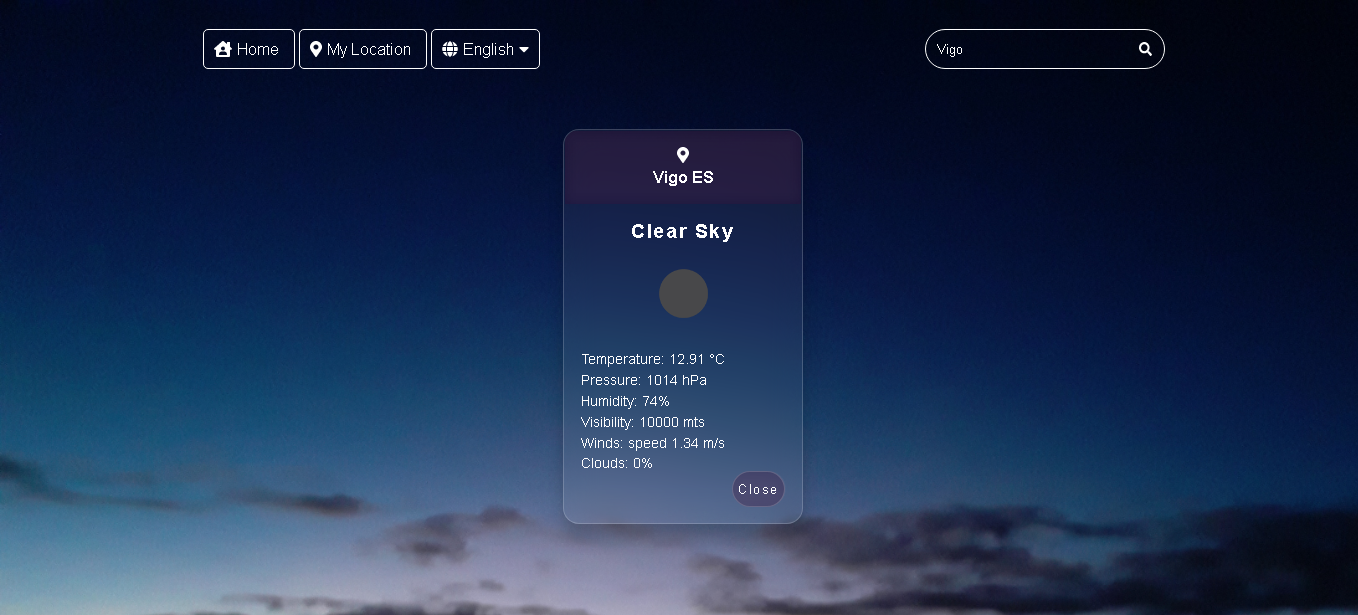 Home
My Location
English
Vigo
Vigo ES
Clear Sky
Temperature: 12.91 °C
Pressure: 1014 hPa
Humidity: 74%
Visibility: 10000 mts
Winds: speed 1.34 m/s
Clouds: 0%
Close